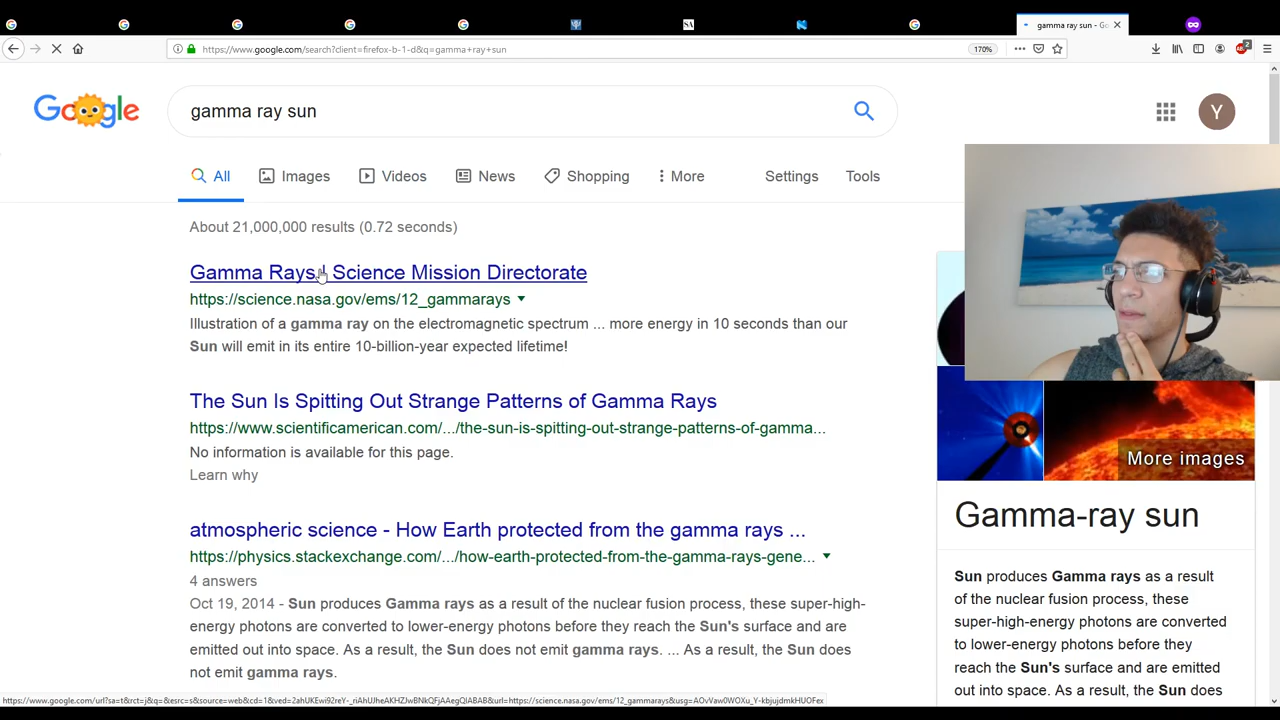 gamma ray sun - Go
https://www.google.com/search?client=firefox-b-1-d&q=gamma+ray+sun
170%
2
Google
gamma ray sun
Y
All
Images
Videos
News
Shopping
More
Settings
Tools
About 21,000,000 results (0.72 seconds)
Gamma Rays | Science Mission Directorate
https://science.nasa.gov/ems/12_gammarays
Illustration of a gamma ray on the electromagnetic spectrum ... more energy in 10 seconds than our
Sun will emit in its entire 10-billion-year expected lifetime!
The Sun Is Spitting Out Strange Patterns of Gamma Rays
https://www.scientificamerican.com/.../the-sun-is-spitting-out-strange-patterns-of-gamma...
No information is available for this page.
Learn why
atmospheric science - How Earth protected from the gamma rays ...
https://physics.stackexchange.com/.../how-earth-protected-from-the-gamma-rays-gene...
4 answers
Oct 19, 2014 - Sun produces Gamma rays as a result of the nuclear fusion process, these super-high-
energy photons are converted to lower-energy photons before they reach the Sun's surface and are
emitted out into space. As a result, the Sun does not emit gamma rays. ... As a result, the Sun does
not emit gamma rays.
More images
Gamma-ray sun
Sun produces Gamma rays as a result
of the nuclear fusion process, these
super-high-energy photons are converted
to lower-energy photons before they
reach the Sun's surface and are emitted
out into space. As a result, the Sun does